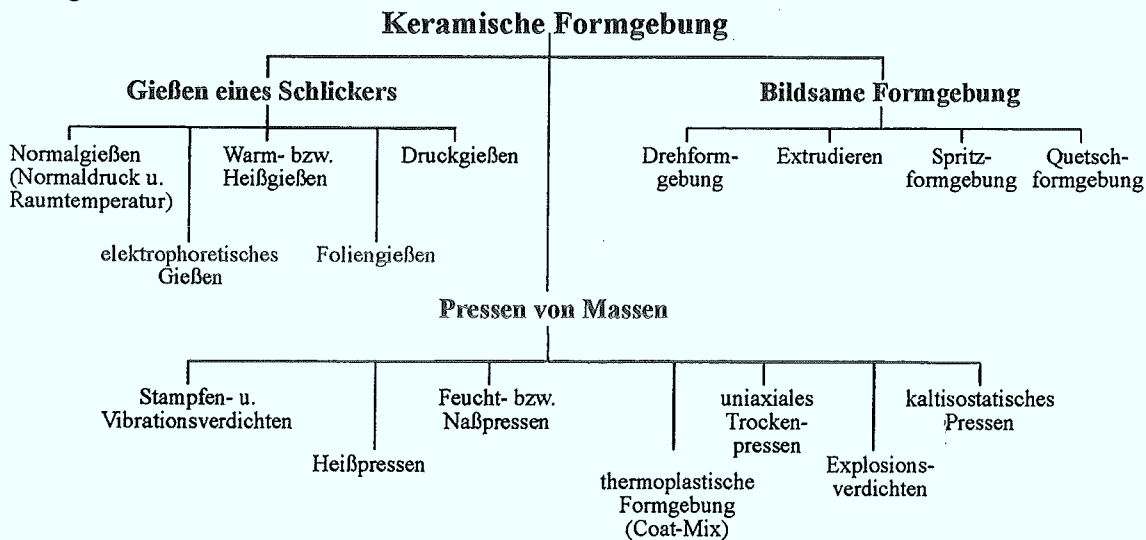 Keramische Formgebung
Gießen eines Schlickers
Bildsame Formgebung
Normalgießen
(Normaldruck u.
Raumtemperatur)
Warm- bzw.
Heißgießen
Druckgießen
elektrophoretisches
Gießen
Foliengießen
Drehform-
gebung
Extrudieren
Spritz-
formgebung
Quetsch-
formgebung
Pressen von Massen
Stampfen- u.
Vibrationsverdichten
Heißpressen
Feucht- bzw.
Naßpressen
thermoplastische
Formgebung
(Coat-Mix)
uniaxiales
Trocken-
pressen
Explosions-
verdichten
kaltisostatisches
Pressen